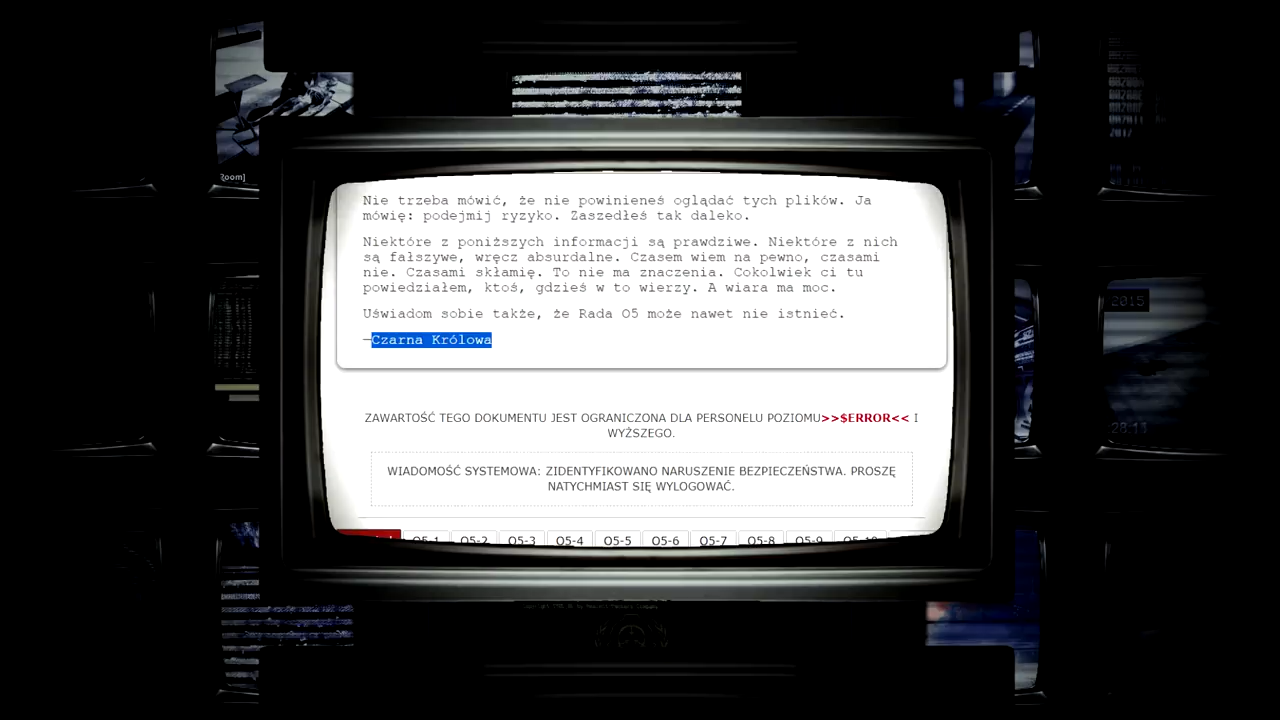 Zoom]
Nie trzeba mówić, że nie powinieneś oglądać tych plików. Ja
mówię: podejmij ryzyko. Zaszedłeś tak daleko.
Niektóre z poniższych informacji są prawdziwe. Niektóre z nich
są fałszywe, wręcz absurdalne. Czasem wiem na pewno, czasami
nie. Czasami skłamię. To nie ma znaczenia. Cokolwiek ci tu
powiedziałem, ktoś, gdzieś w to wierzy. A wiara ma moc.
Uświadom sobie także, że Rada O5 może nawet nie istnieć.
—Czarna Królowa
2015
ZAWARTOŚĆ TEGO DOKUMENTU JEST OGRANICZONA DLA PERSONELU POZIOMU>>$ERROR<< I
WYŻSZEGO.
28:13
WIADOMOŚĆ SYSTEMOWA: ZIDENTYFIKOWANO NARUSZENIE BEZPIECZEŃSTWA. PROSZĘ
NATYCHMIAST SIĘ WYLOGOWAĆ.
O5-1 O5-2 O5-3 O5-4 O5-5 O5-6 O5-7 O5-8 O5-9 O5-10